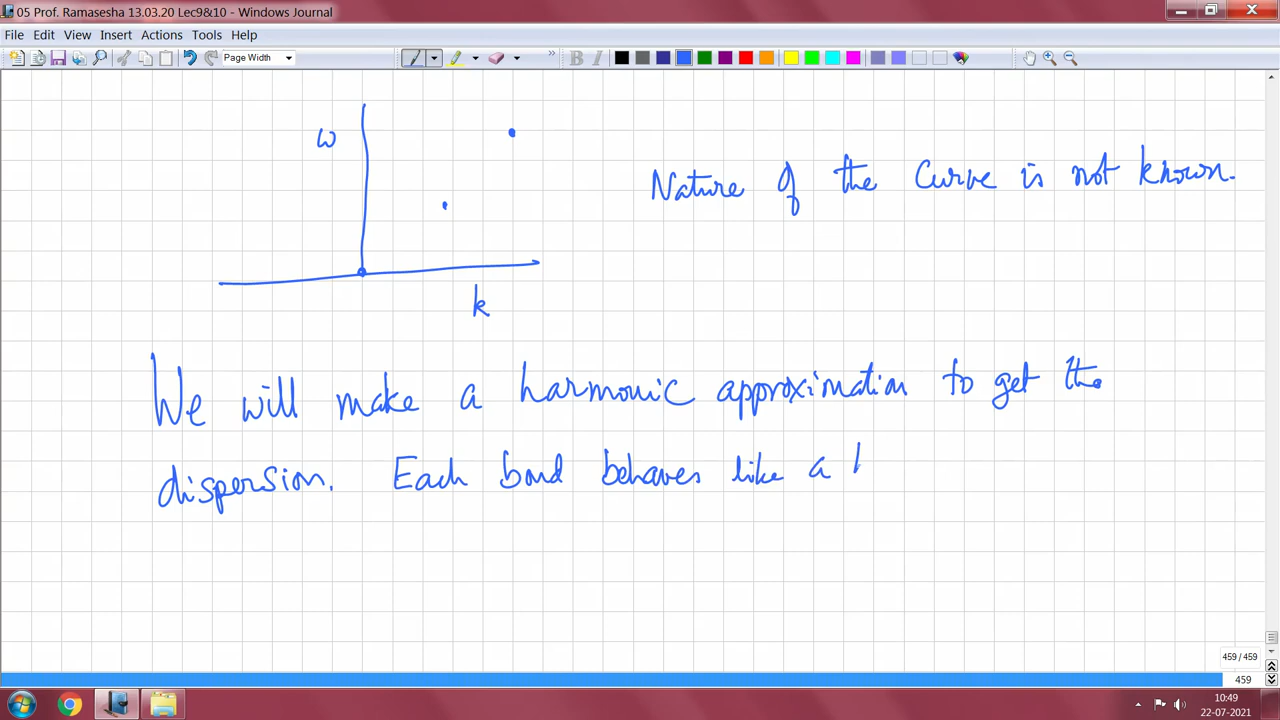 05 Prof. Ramasesha 13.03.20 Lec9&10 - Windows Journal
File Edit View Insert Actions Tools Help
Page Width
ω
Nature of the Curve is not known.
k
We will make a harmonic approximation to get the
dispersion. Each bond behaves like a
459 / 459
459
10:49
22-07-2021